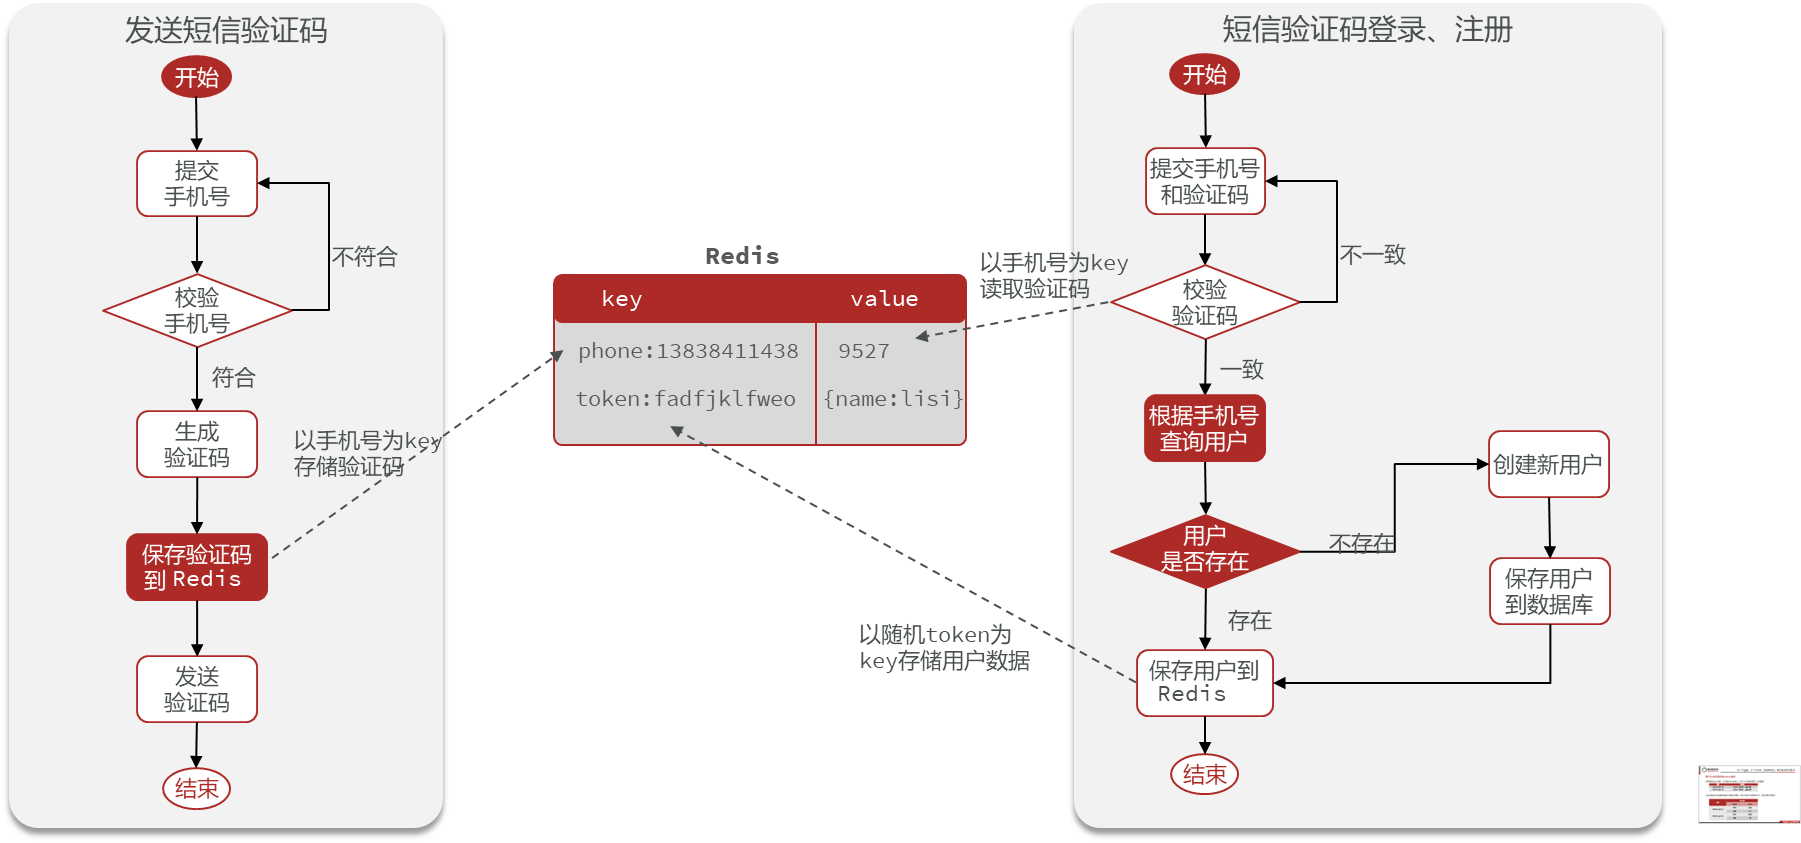 发送短信验证码
开始
提交
手机号
不符合
校验
手机号
符合
生成
验证码
以手机号为key
存储验证码
保存验证码
到 Redis
发送
验证码
结束
Redis
key value
phone:13838411438 9527
token:fadfjklfweo {name:lisi}
以手机号为key
读取验证码
以随机token为
key存储用户数据
短信验证码登录、注册
开始
提交手机号
和验证码
不一致
校验
验证码
一致
根据手机号
查询用户
用户
是否存在
不存在
创建新用户
保存用户
到数据库
存在
保存用户到
Redis
结束